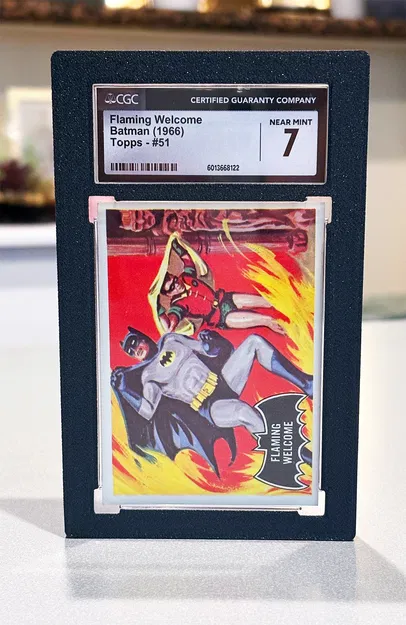 CGC CERTIFIED GUARANTY COMPANY
Flaming Welcome
Batman (1966)
Topps - #51
NEAR MINT
7
6013668122
FLAMING
WELCOME